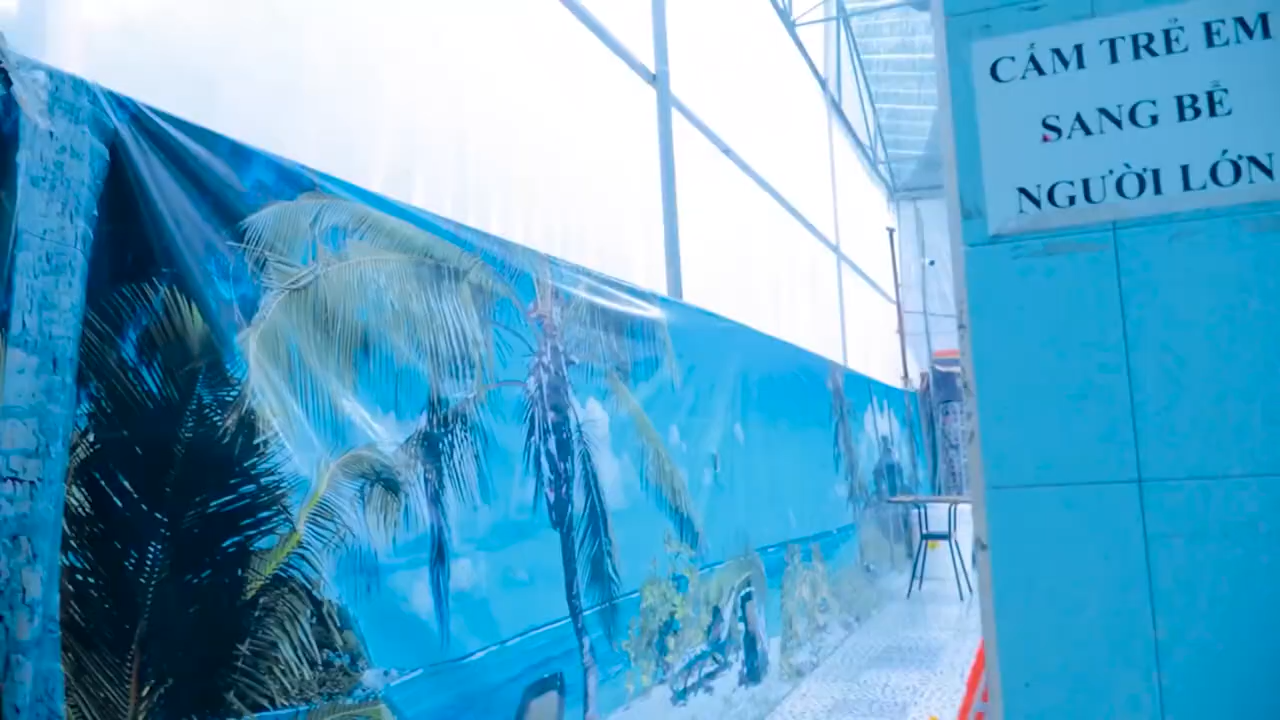 CẤM TRẺ EM
SANG BỂ
NGƯỜI LỚN